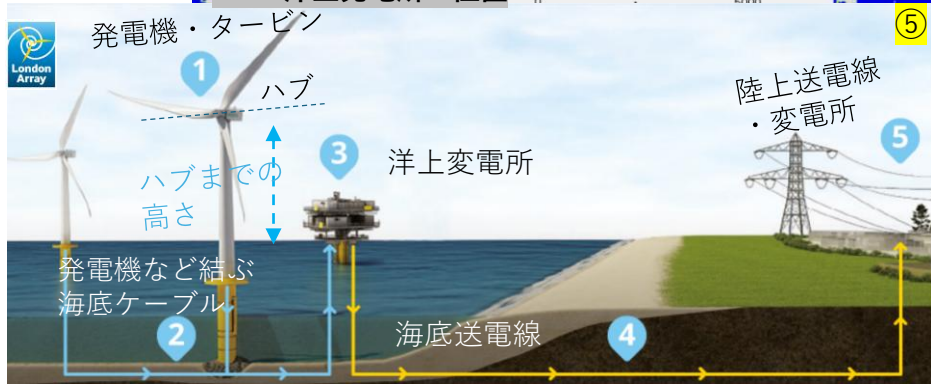 ⑤
発電機・タービン
London
Array
1
ハブ
陸上送電線
・変電所
3
5
洋上変電所
ハブまでの
高さ
発電機など結ぶ
海底ケーブル
2
海底送電線
4